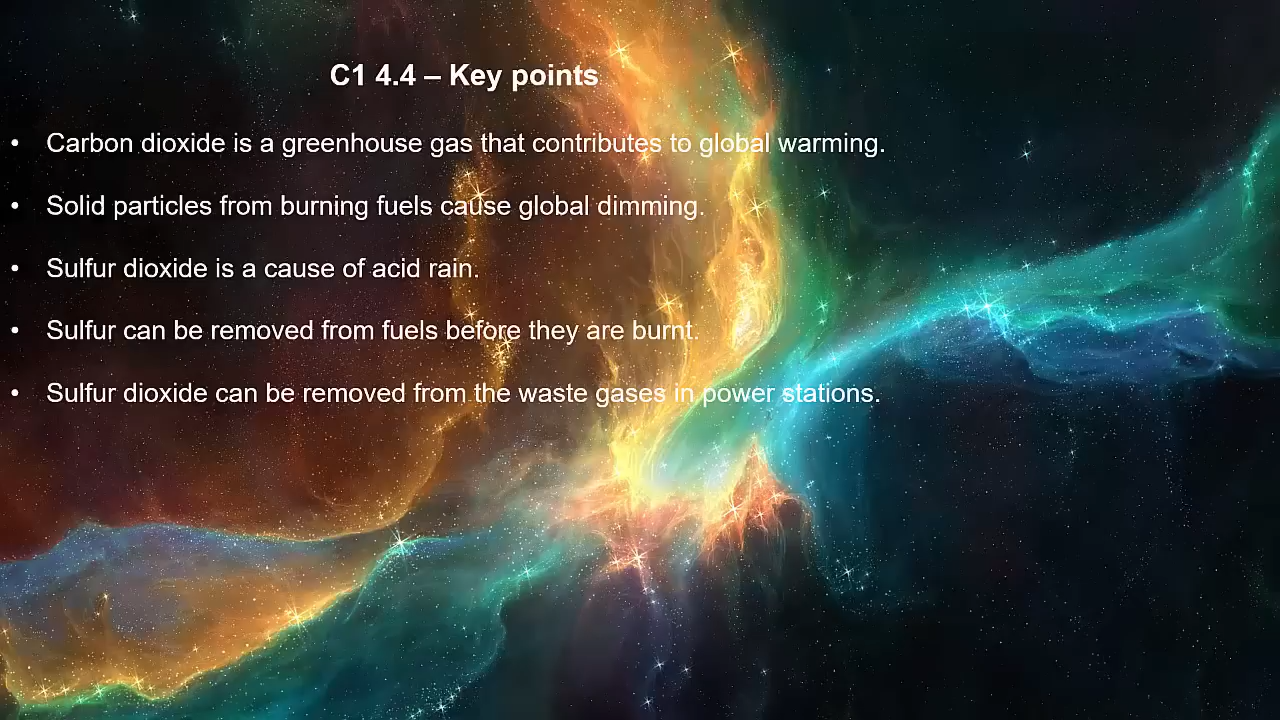 C1 4.4 – Key points
• Carbon dioxide is a greenhouse gas that contributes to global warming.
• Solid particles from burning fuels cause global dimming.
• Sulfur dioxide is a cause of acid rain.
• Sulfur can be removed from fuels before they are burnt.
• Sulfur dioxide can be removed from the waste gases in power stations.